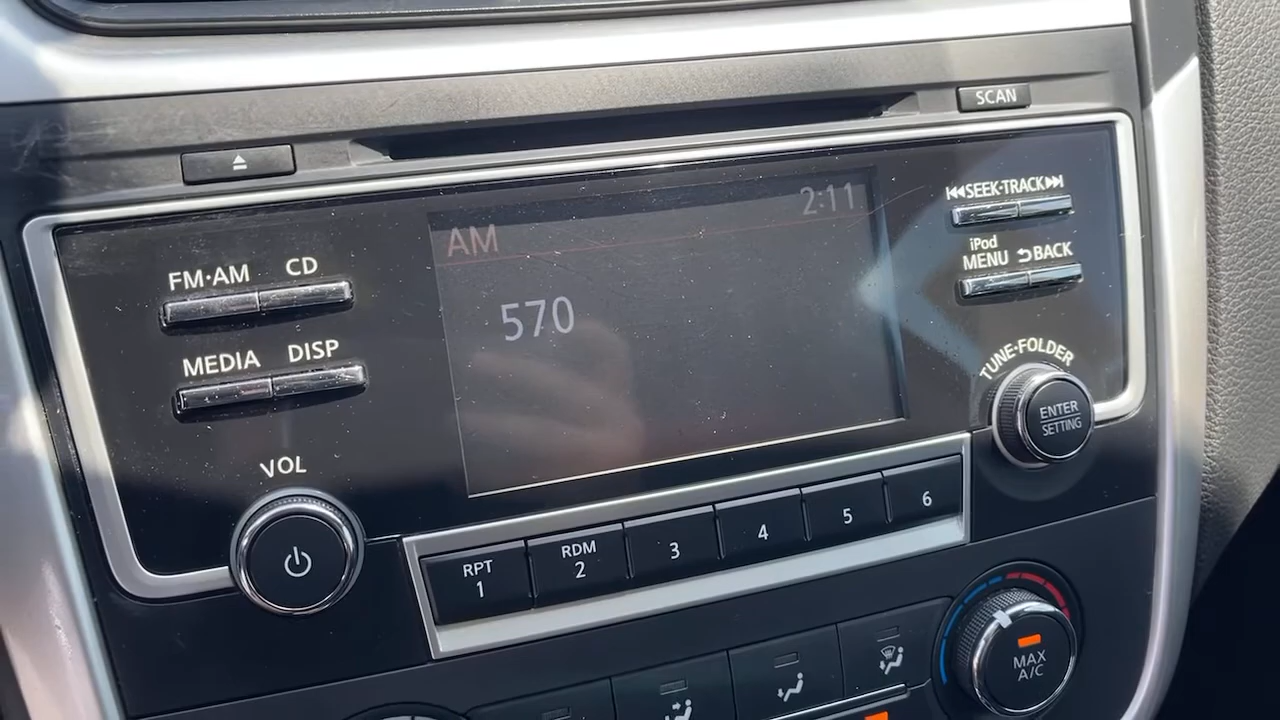 SCAN
SEEK·TRACK
AM
2:11
iPod
MENU BACK
FM·AM CD
570
MEDIA DISP
TUNE·FOLDER
ENTER
SETTING
VOL
RPT
1
RDM
2
3
4
5
6
MAX
A/C